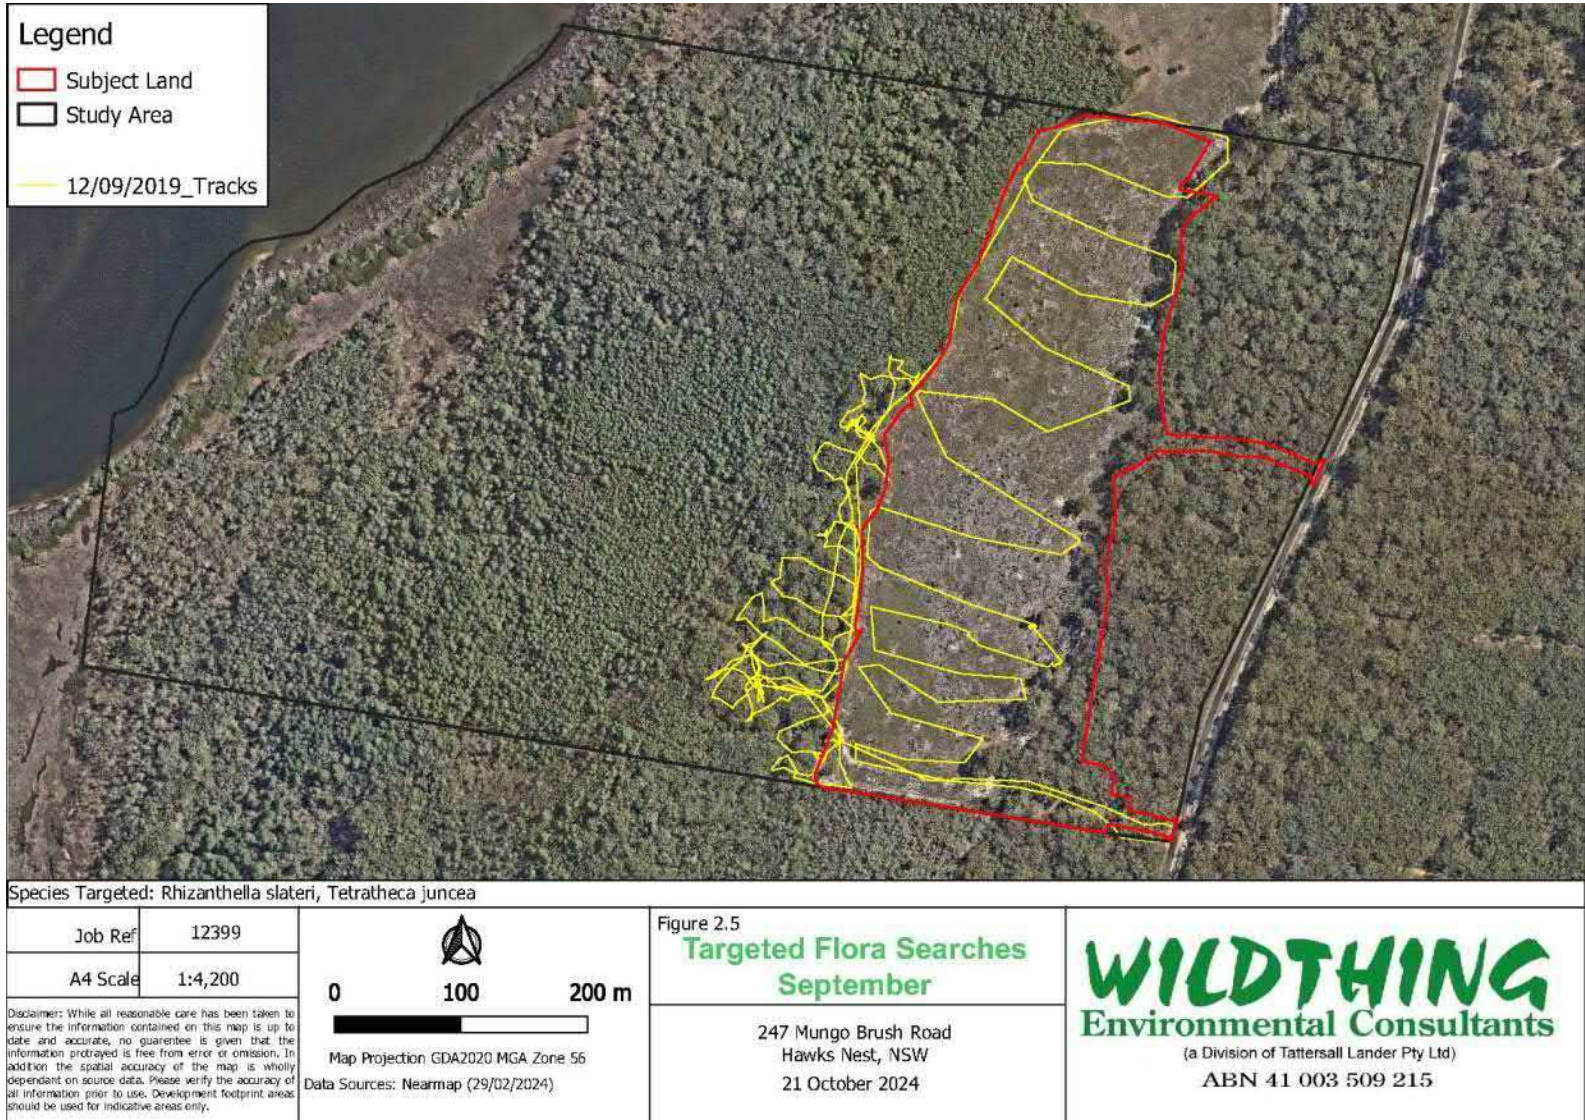 Legend
Subject Land
Study Area
12/09/2019_Tracks
Species Targeted: Rhizanthella slateri, Tetratheca juncea
Job Ref 12399
A4 Scale 1:4,200
Disclaimer: While all reasonable care has been taken to
ensure the information contained on this map is up to
date and accurate, no guarentee is given that the
information protrayed is free from error or omission. In
addition the spatial accuracy of the map is wholly
dependant on source data. Please verify the accuracy of
all information prior to use. Development footprint areas
should be used for indicative areas only.
0 100 200 m
Map Projection GDA2020 MGA Zone 56
Data Sources: Nearmap (29/02/2024)
Figure 2.5
Targeted Flora Searches
September
247 Mungo Brush Road
Hawks Nest, NSW
21 October 2024
WILDTHING
Environmental Consultants
(a Division of Tattersall Lander Pty Ltd)
ABN 41 003 509 215